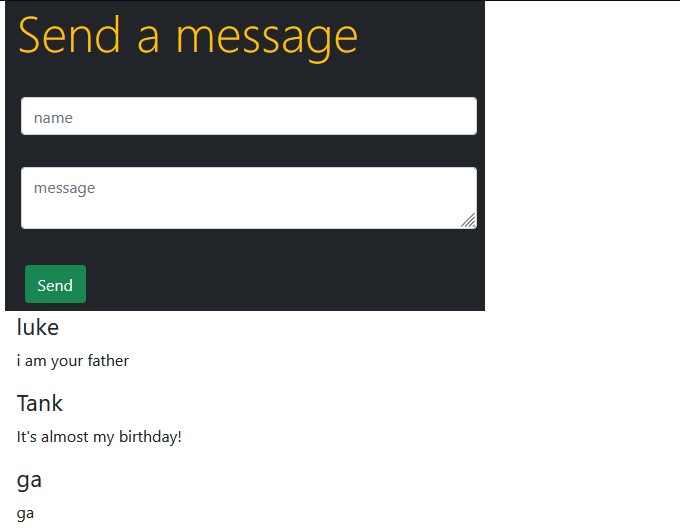 Send a message
name
message
Send
luke
i am your father
Tank
It's almost my birthday!
ga
ga